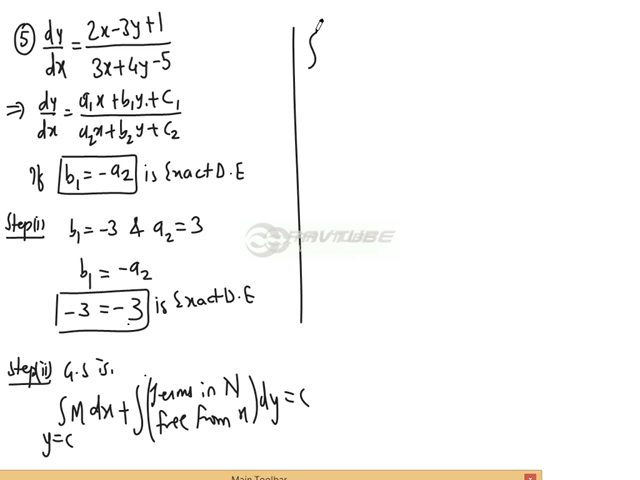 ⑤ dy/dx = 2x-3y+1 / 3x+4y-5
⇒ dy/dx = a₁x+b₁y+C₁ / a₂x+b₂y+C₂
If b₁=-a₂ is Exact D.E
Step(i) b₁=-3 & a₂=3
b₁=-a₂
-3=-3 is Exact D.E
Step(ii) G.S is.
∫M dx + ∫(Terms in N free from x) dy = c
y=c
∫
Main Toolbar